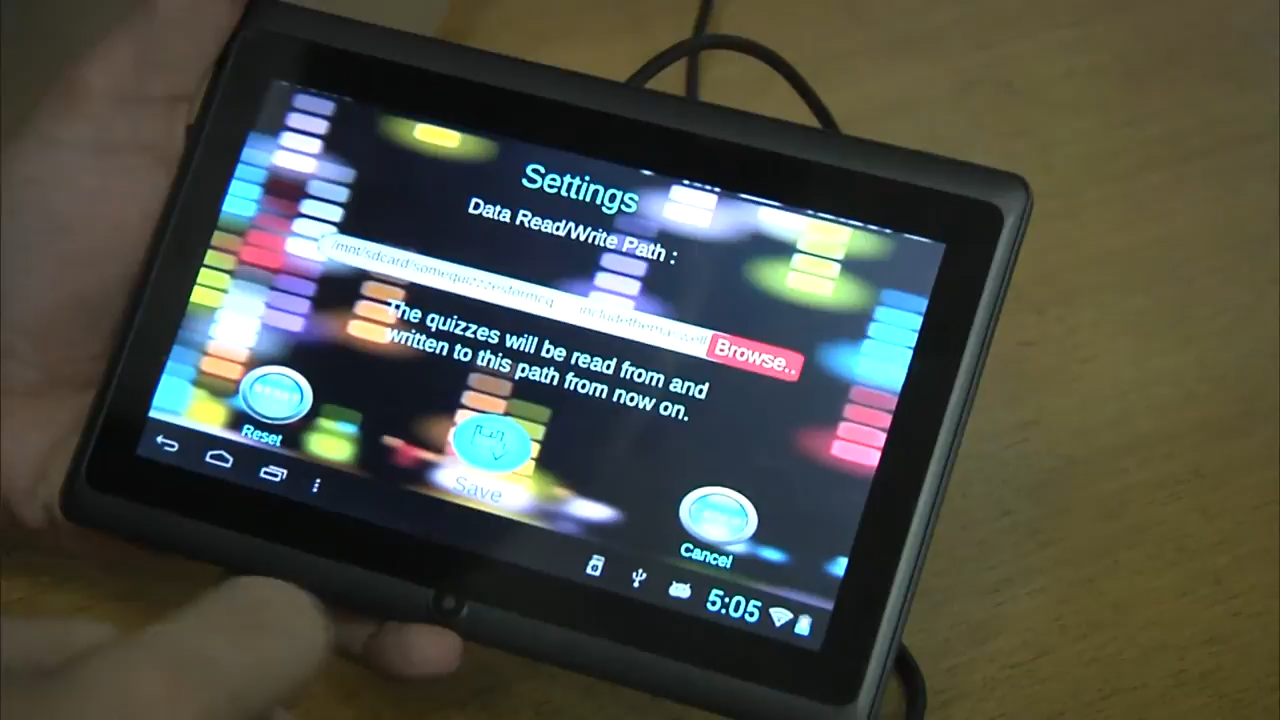 Settings
Data Read/Write Path :
Browse..
The quizzes will be read from and
written to this path from now on.
Reset
Save
Cancel
5:05